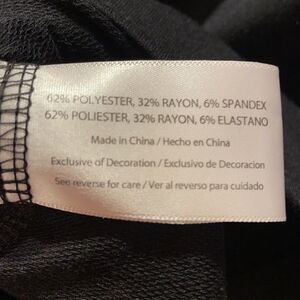 62% POLYESTER, 32% RAYON, 6% SPANDEX
62% POLIESTER, 32% RAYON, 6% ELASTANO
Made in China / Hecho en China
Exclusive of Decoration / Exclusivo de Decoracion
See reverse for care / Ver al reverso para cuidado